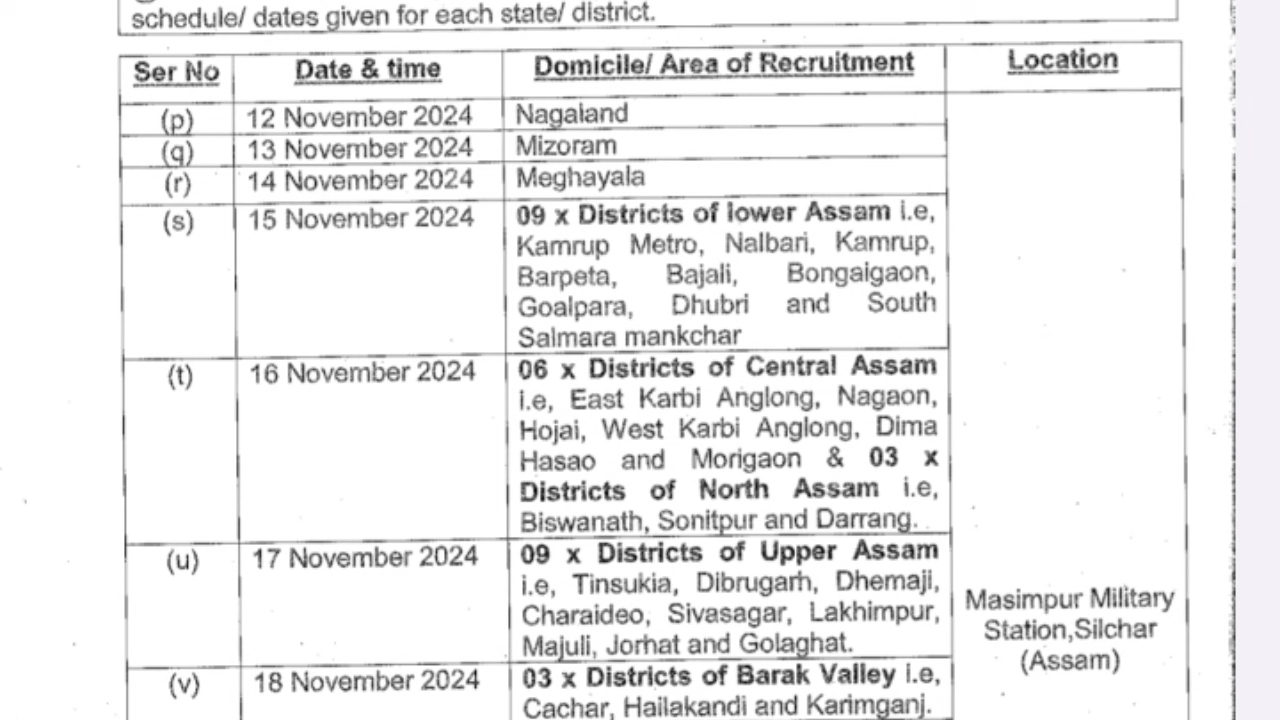 schedule/ dates given for each state/ district.
Ser No Date & time Domicile/ Area of Recruitment Location
(p) 12 November 2024 Nagaland
(q) 13 November 2024 Mizoram
(r) 14 November 2024 Meghayala
(s) 15 November 2024 09 x Districts of lower Assam i.e,
Kamrup Metro, Nalbari, Kamrup,
Barpeta, Bajali, Bongaigaon,
Goalpara, Dhubri and South
Salmara mankchar
(t) 16 November 2024 06 x Districts of Central Assam
i.e, East Karbi Anglong, Nagaon,
Hojai, West Karbi Anglong, Dima
Hasao and Morigaon & 03 x
Districts of North Assam i.e,
Biswanath, Sonitpur and Darrang.
(u) 17 November 2024 09 x Districts of Upper Assam
i.e, Tinsukia, Dibrugarh, Dhemaji,
Charaideo, Sivasagar, Lakhimpur,
Majuli, Jorhat and Golaghat.
Masimpur Military
Station,Silchar
(Assam)
(v) 18 November 2024 03 x Districts of Barak Valley i.e,
Cachar, Hailakandi and Karimganj.